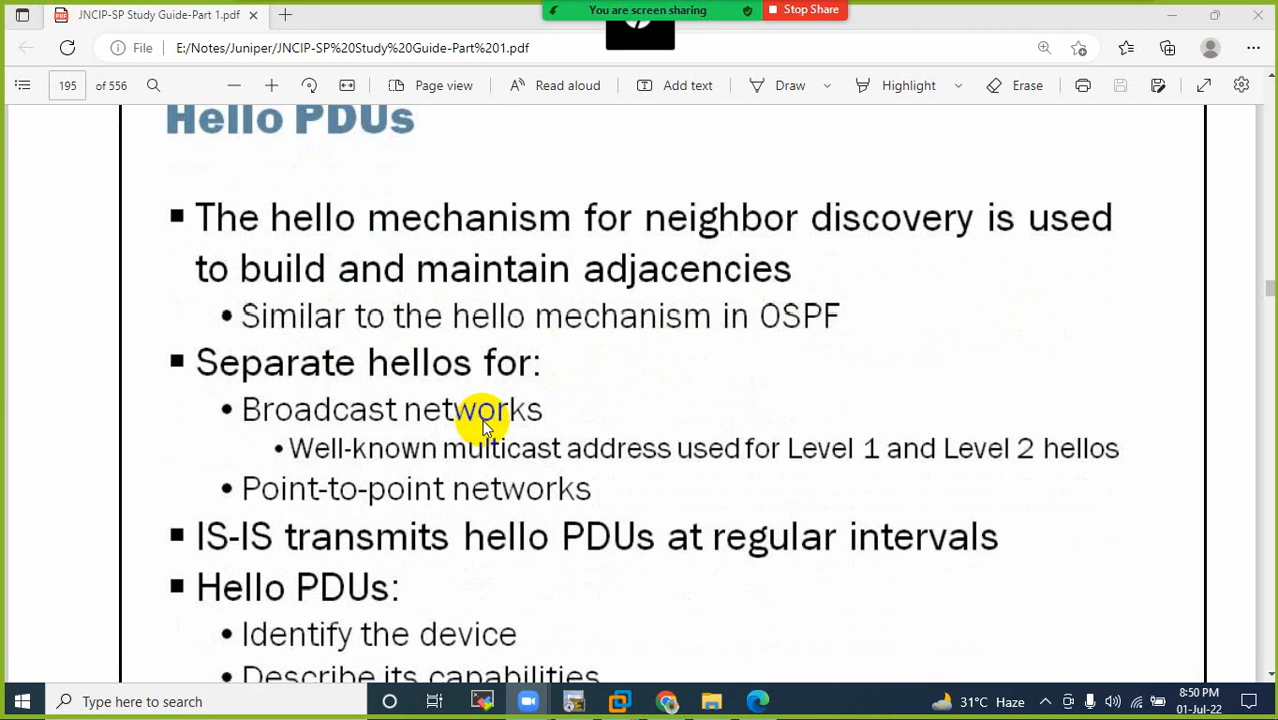 JNCIP-SP Study Guide-Part 1.pdf
You are screen sharing
Stop Share
File
E:/Notes/Juniper/JNCIP-SP%20Study%20Guide-Part%201.pdf
195 of 556
Page view
Read aloud
Add text
Draw
Highlight
Erase
Hello PDUs
▪ The hello mechanism for neighbor discovery is used
to build and maintain adjacencies
• Similar to the hello mechanism in OSPF
▪ Separate hellos for:
• Broadcast networks
• Well-known multicast address used for Level 1 and Level 2 hellos
• Point-to-point networks
▪ IS-IS transmits hello PDUs at regular intervals
▪ Hello PDUs:
• Identify the device
• Describe its capabilities
Type here to search
31°C Haze
8:50 PM
01-Jul-22